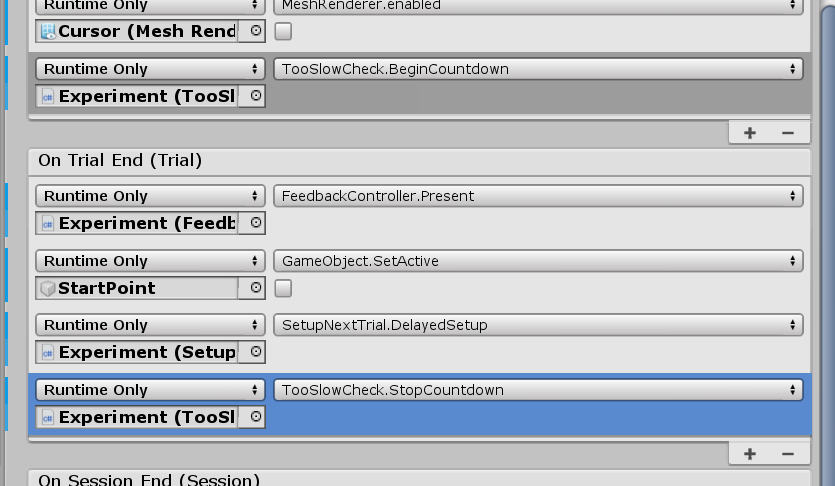 Runtime Only MeshRenderer.enabled
Cursor (Mesh Rend
Runtime Only TooSlowCheck.BeginCountdown
Experiment (TooSl
+ −
On Trial End (Trial)
Runtime Only FeedbackController.Present
Experiment (Feedb
Runtime Only GameObject.SetActive
StartPoint
Runtime Only SetupNextTrial.DelayedSetup
Experiment (Setup
Runtime Only TooSlowCheck.StopCountdown
Experiment (TooSl
+ −
On Session End (Session)